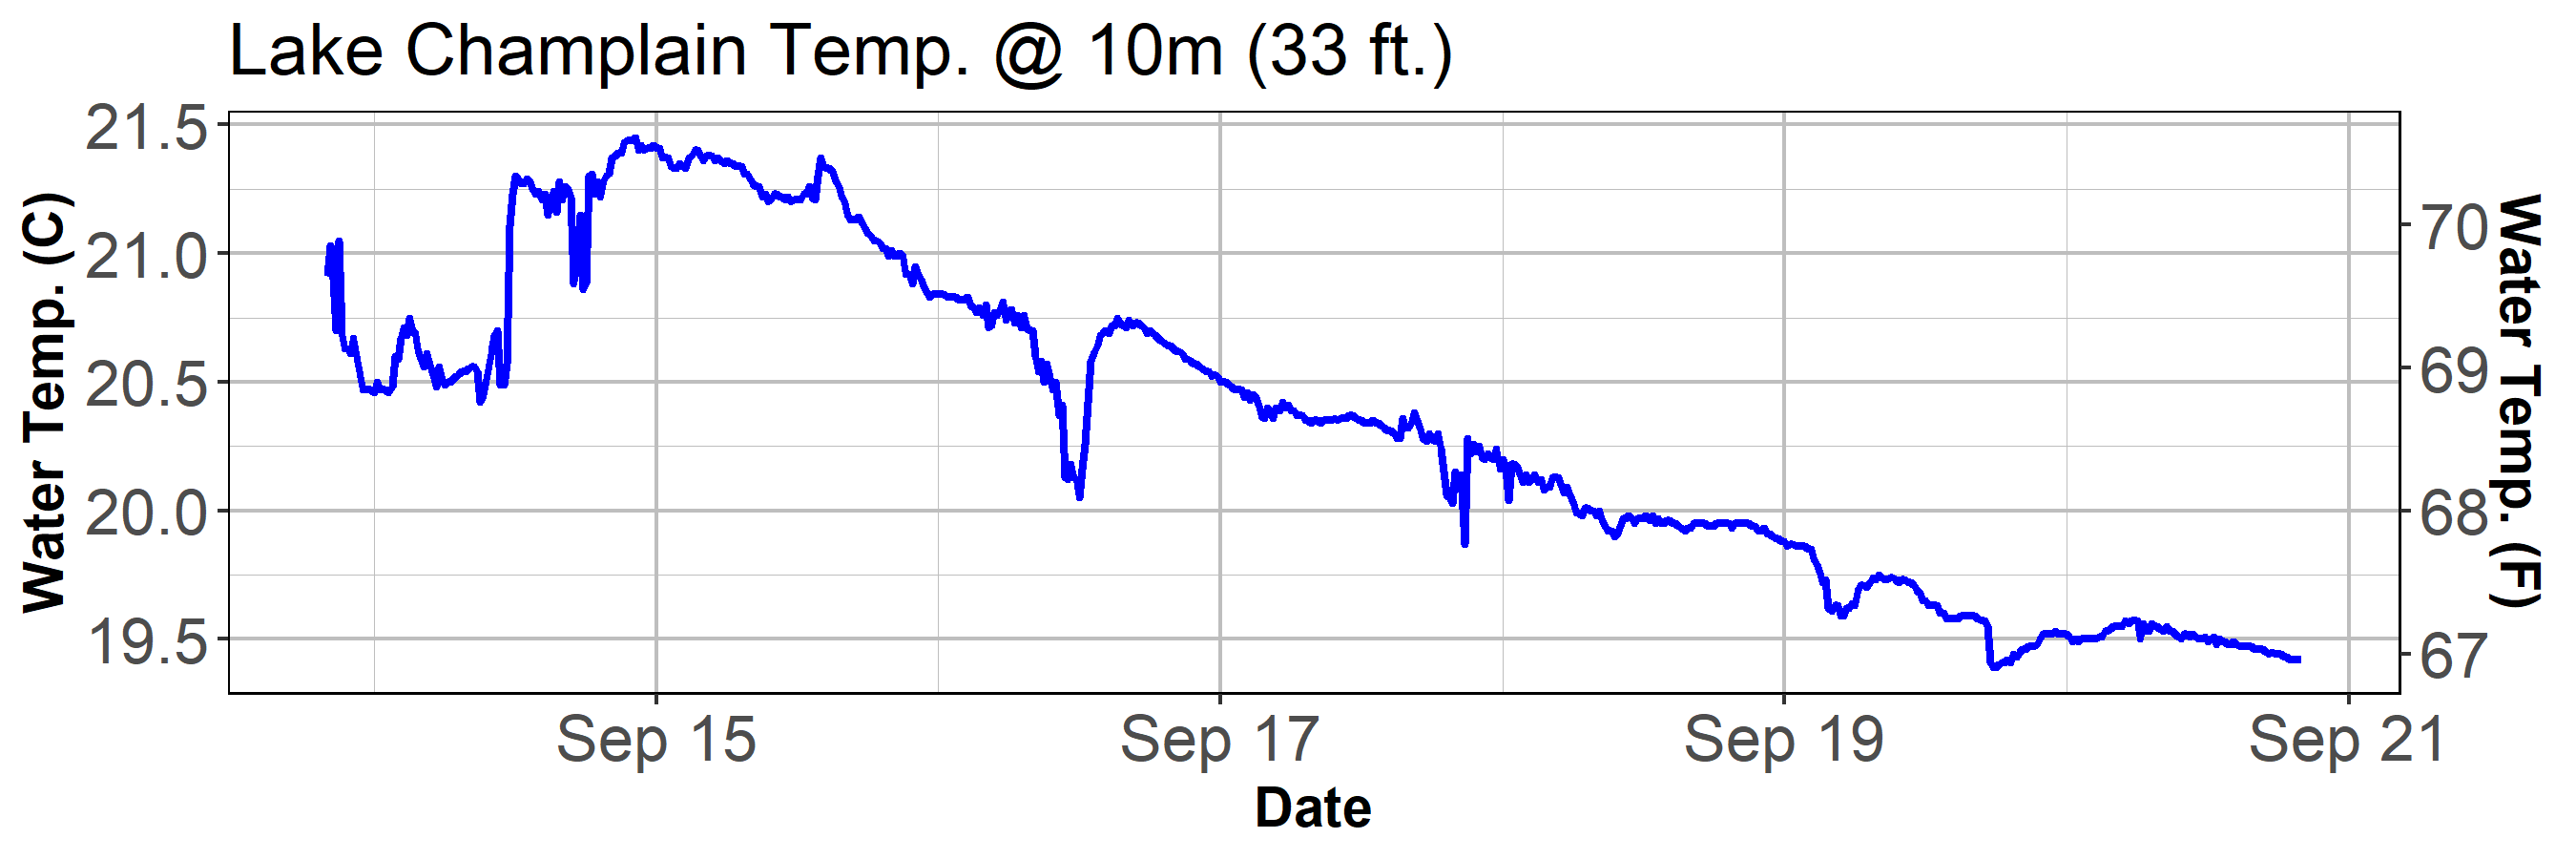 Lake Champlain Temp. @ 10m (33 ft.)
Water Temp. (C)
21.5
21.0
20.5
20.0
19.5
70
69
68
67
Water Temp. (F)
Sep 15
Sep 17
Sep 19
Sep 21
Date